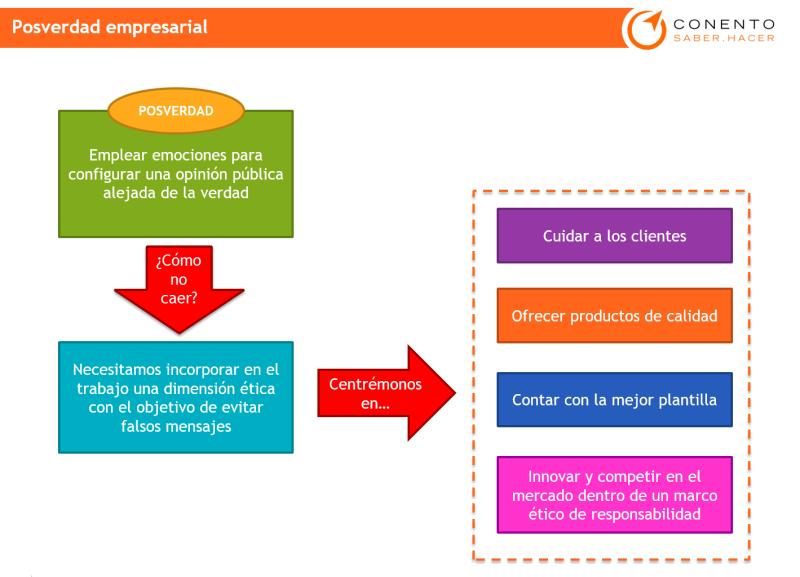 Posverdad empresarial
CONENTO
SABER.HACER
POSVERDAD
Emplear emociones para
configurar una opinión pública
alejada de la verdad
¿Cómo
no
caer?
Necesitamos incorporar en el
trabajo una dimensión ética
con el objetivo de evitar
falsos mensajes
Centrémonos
en...
Cuidar a los clientes
Ofrecer productos de calidad
Contar con la mejor plantilla
Innovar y competir en el
mercado dentro de un marco
ético de responsabilidad